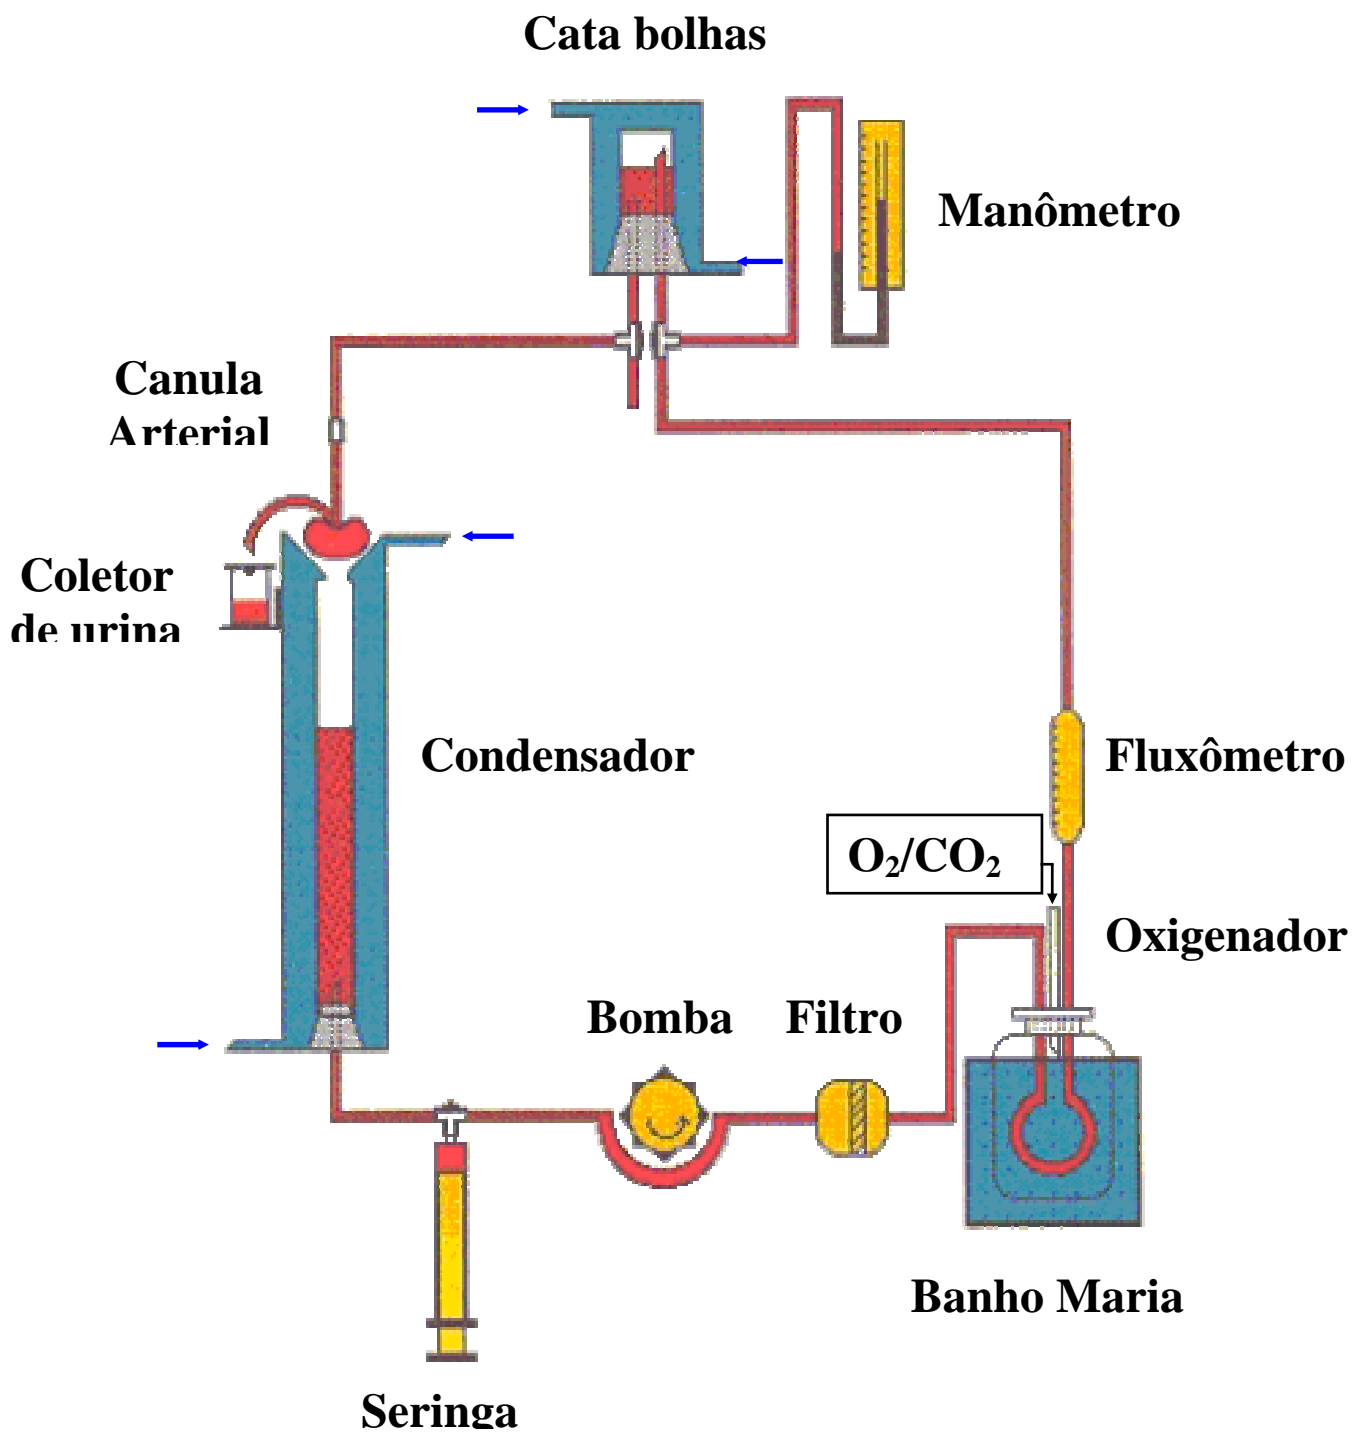 Cata bolhas
Manômetro
Canula
Arterial
Coletor
de urina
Condensador
Fluxômetro
O₂/CO₂
Oxigenador
Bomba
Filtro
Banho Maria
Seringa